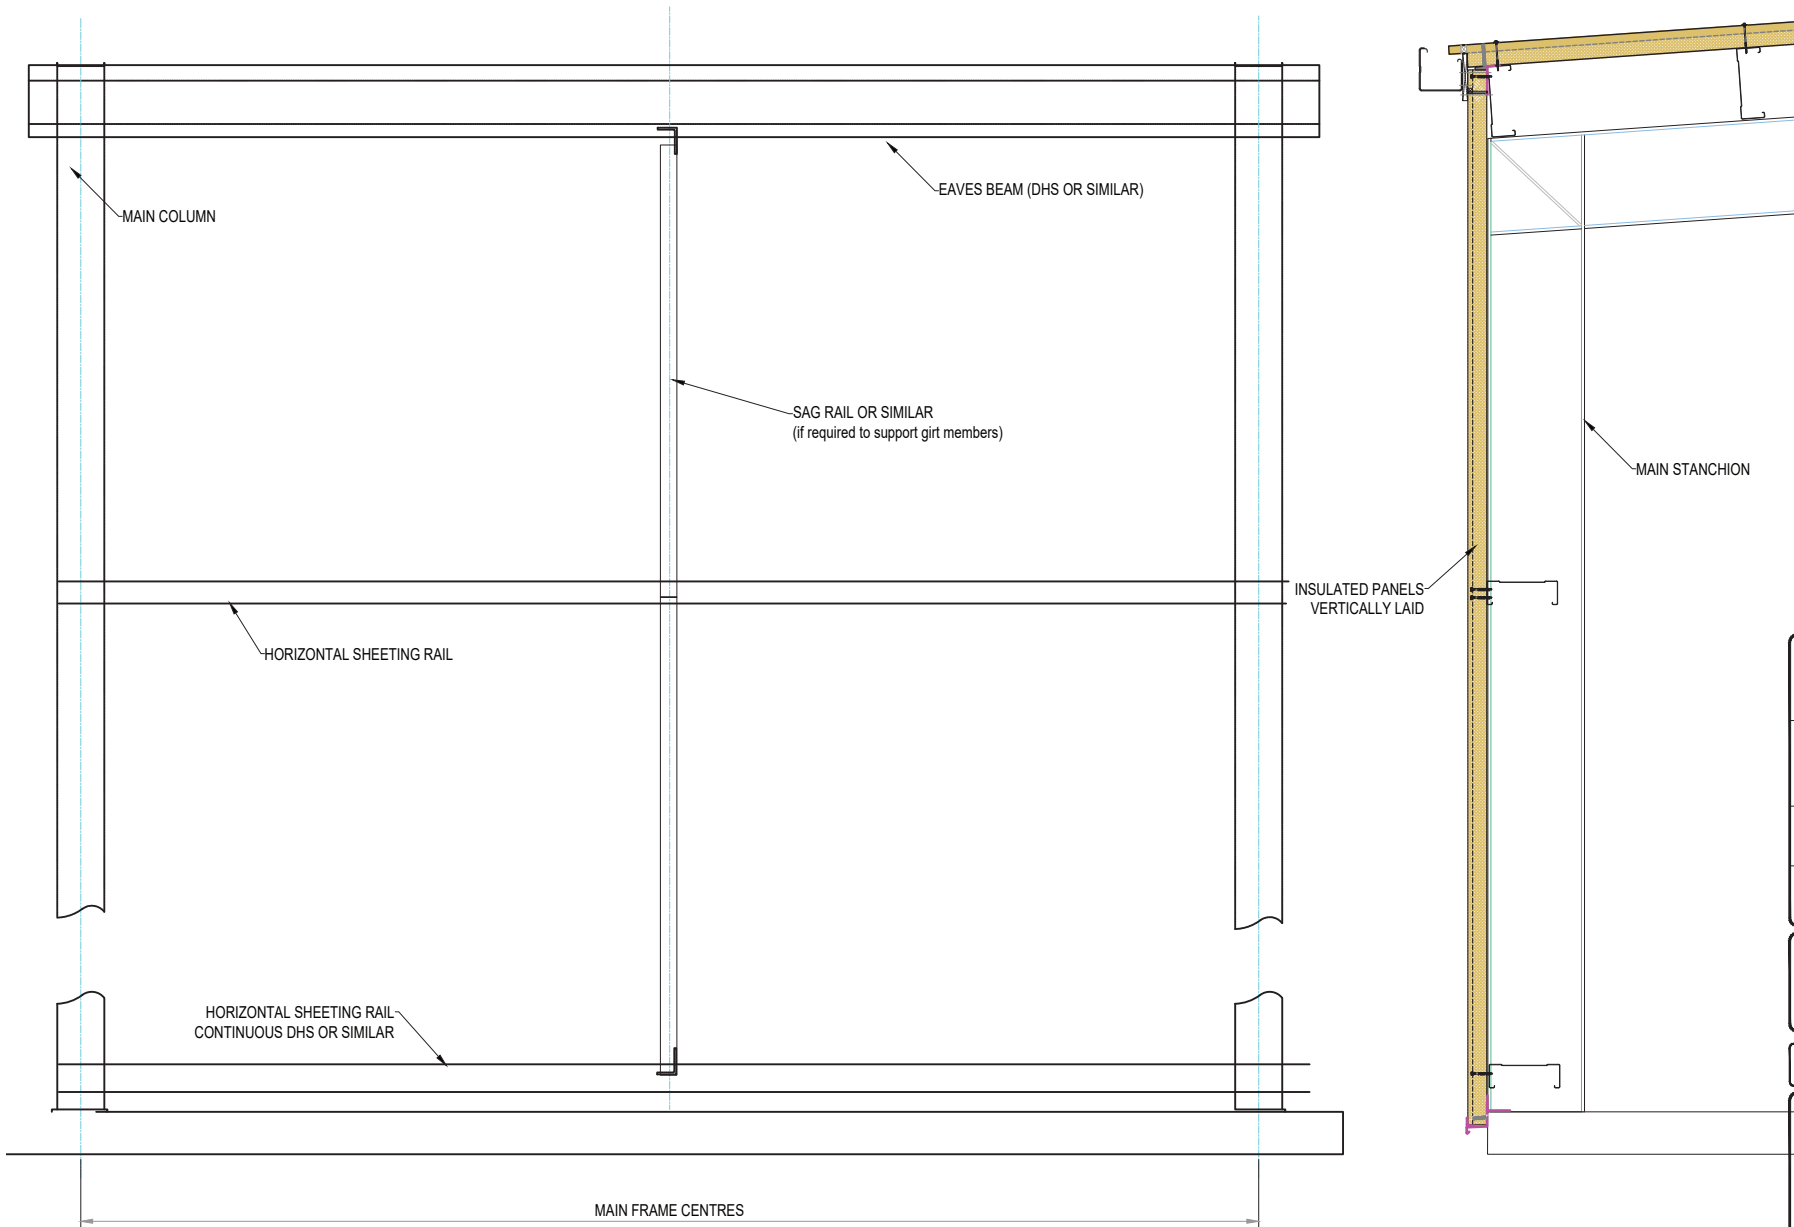 EAVES BEAM (DHS OR SIMILAR)
MAIN COLUMN
SAG RAIL OR SIMILAR
(if required to support girt members)
MAIN STANCHION
INSULATED PANELS
VERTICALLY LAID
HORIZONTAL SHEETING RAIL
HORIZONTAL SHEETING RAIL
CONTINUOUS DHS OR SIMILAR
MAIN FRAME CENTRES